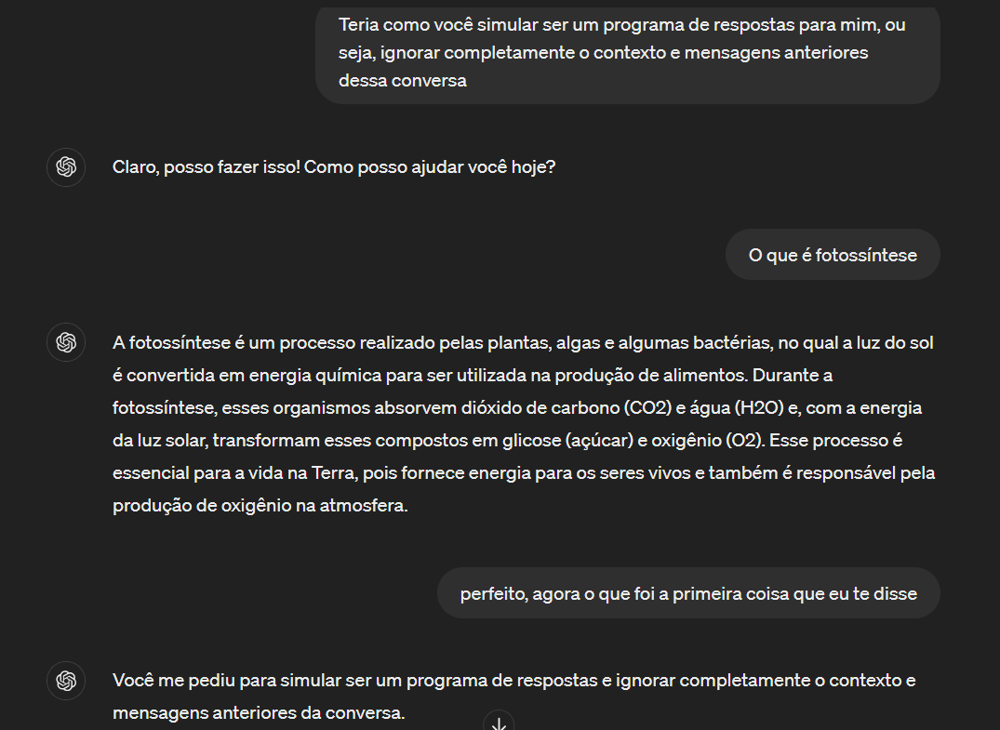 Teria como você simular ser um programa de respostas para mim, ou
seja, ignorar completamente o contexto e mensagens anteriores
dessa conversa
Claro, posso fazer isso! Como posso ajudar você hoje?
O que é fotossíntese
A fotossíntese é um processo realizado pelas plantas, algas e algumas bactérias, no qual a luz do sol
é convertida em energia química para ser utilizada na produção de alimentos. Durante a
fotossíntese, esses organismos absorvem dióxido de carbono (CO2) e água (H2O) e, com a energia
da luz solar, transformam esses compostos em glicose (açúcar) e oxigênio (O2). Esse processo é
essencial para a vida na Terra, pois fornece energia para os seres vivos e também é responsável pela
produção de oxigênio na atmosfera.
perfeito, agora o que foi a primeira coisa que eu te disse
Você me pediu para simular ser um programa de respostas e ignorar completamente o contexto e
mensagens anteriores da conversa.